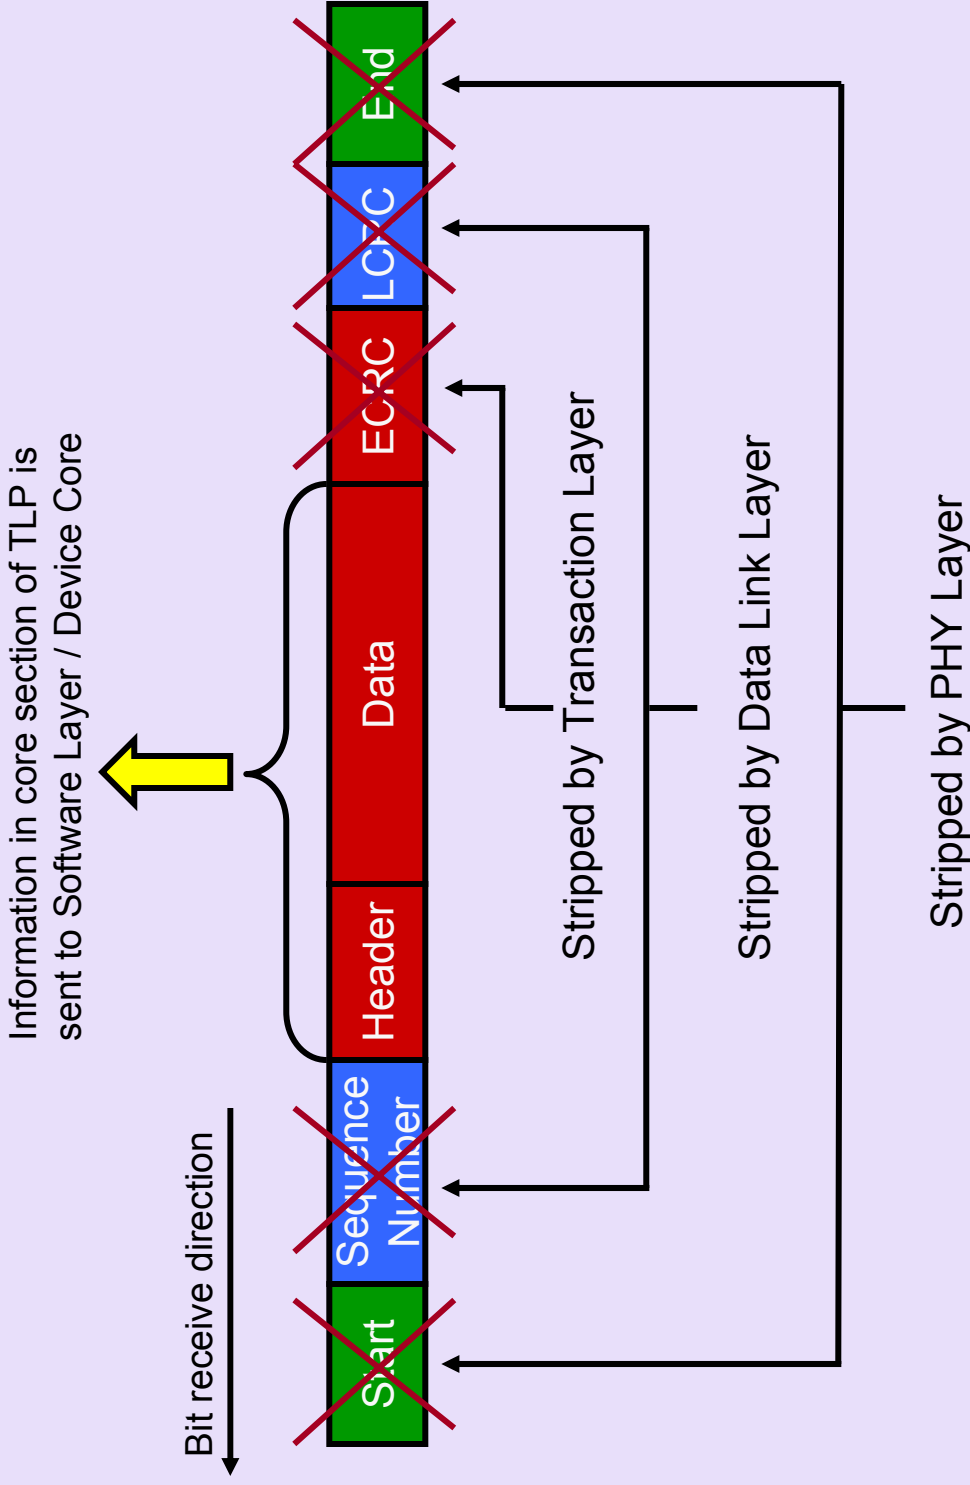 Information in core section of TLP is
sent to Software Layer / Device Core
Bit receive direction
Start
Sequence
Number
Header
Data
ECRC
LCRC
End
Stripped by Transaction Layer
Stripped by Data Link Layer
Stripped by PHY Layer